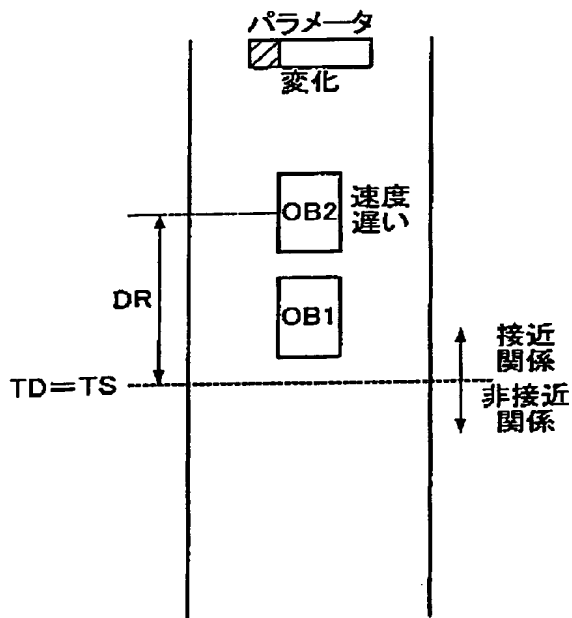 パラメータ
変化
OB2
速度
遅い
DR
OB1
接近
関係
TD=TS
非接近
関係